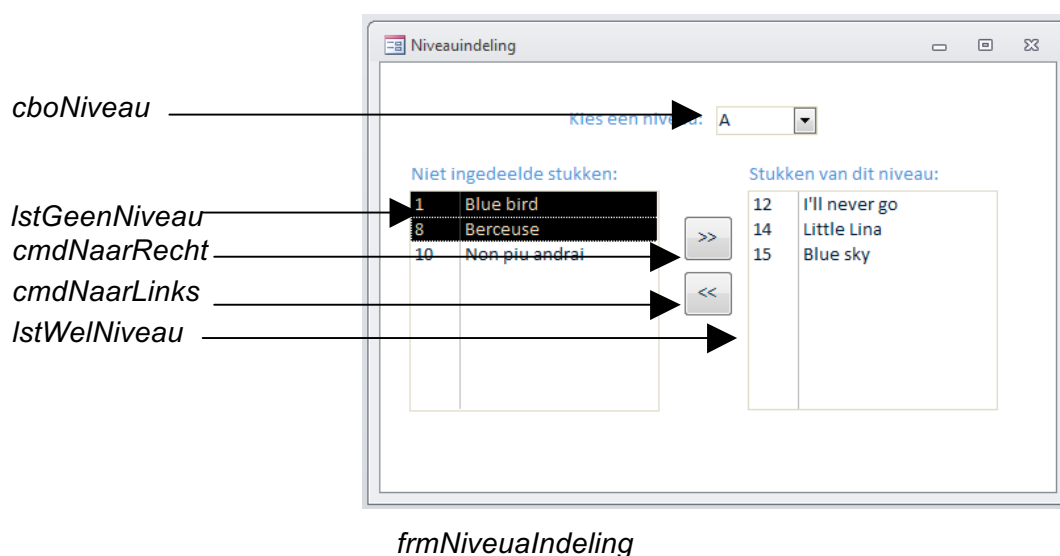 Niveauindeling
cboNiveau
Kies een niveau: A
Niet ingedeelde stukken:
Stukken van dit niveau:
1 Blue bird
8 Berceuse
10 Non piu andrai
12 I'll never go
14 Little Lina
15 Blue sky
>>
<<
lstGeenNiveau
cmdNaarRecht
cmdNaarLinks
lstWelNiveau
frmNiveuaIndeling